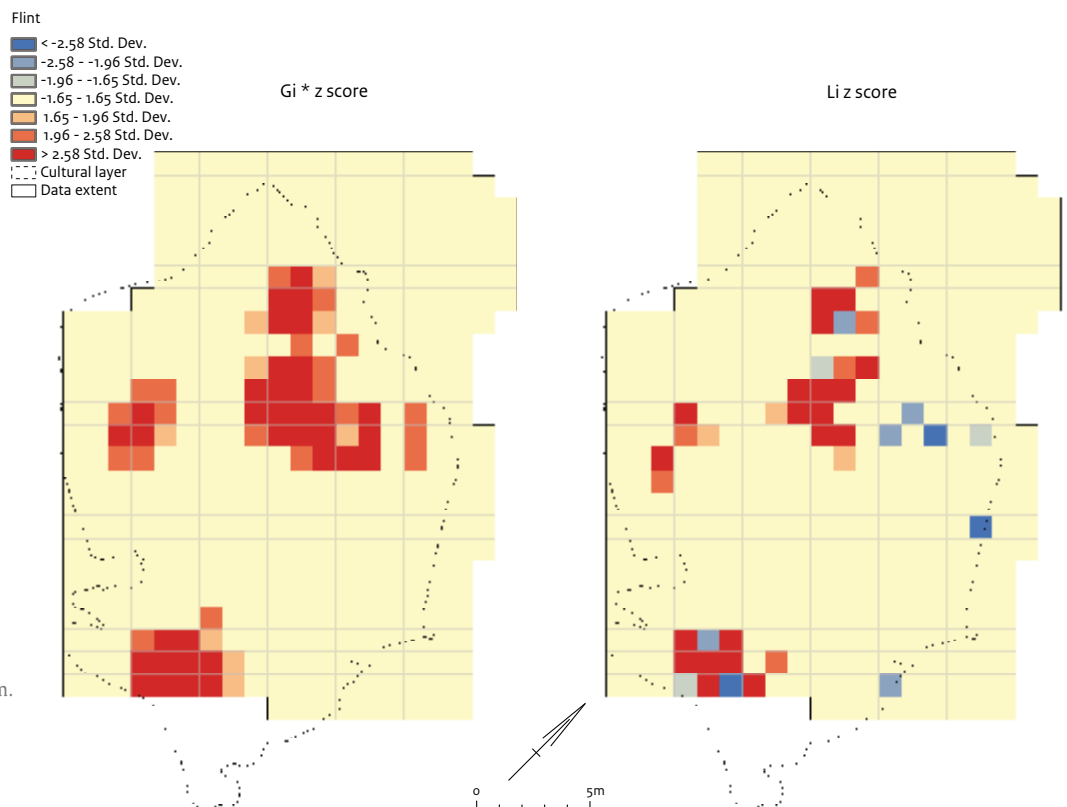 Flint
< -2.58 Std. Dev.
-2.58 - -1.96 Std. Dev.
-1.96 - -1.65 Std. Dev.
-1.65 - 1.65 Std. Dev.
1.65 - 1.96 Std. Dev.
1.96 - 2.58 Std. Dev.
> 2.58 Std. Dev.
Cultural layer
Data extent
Gi * z score
Li z score
m.
0 5m